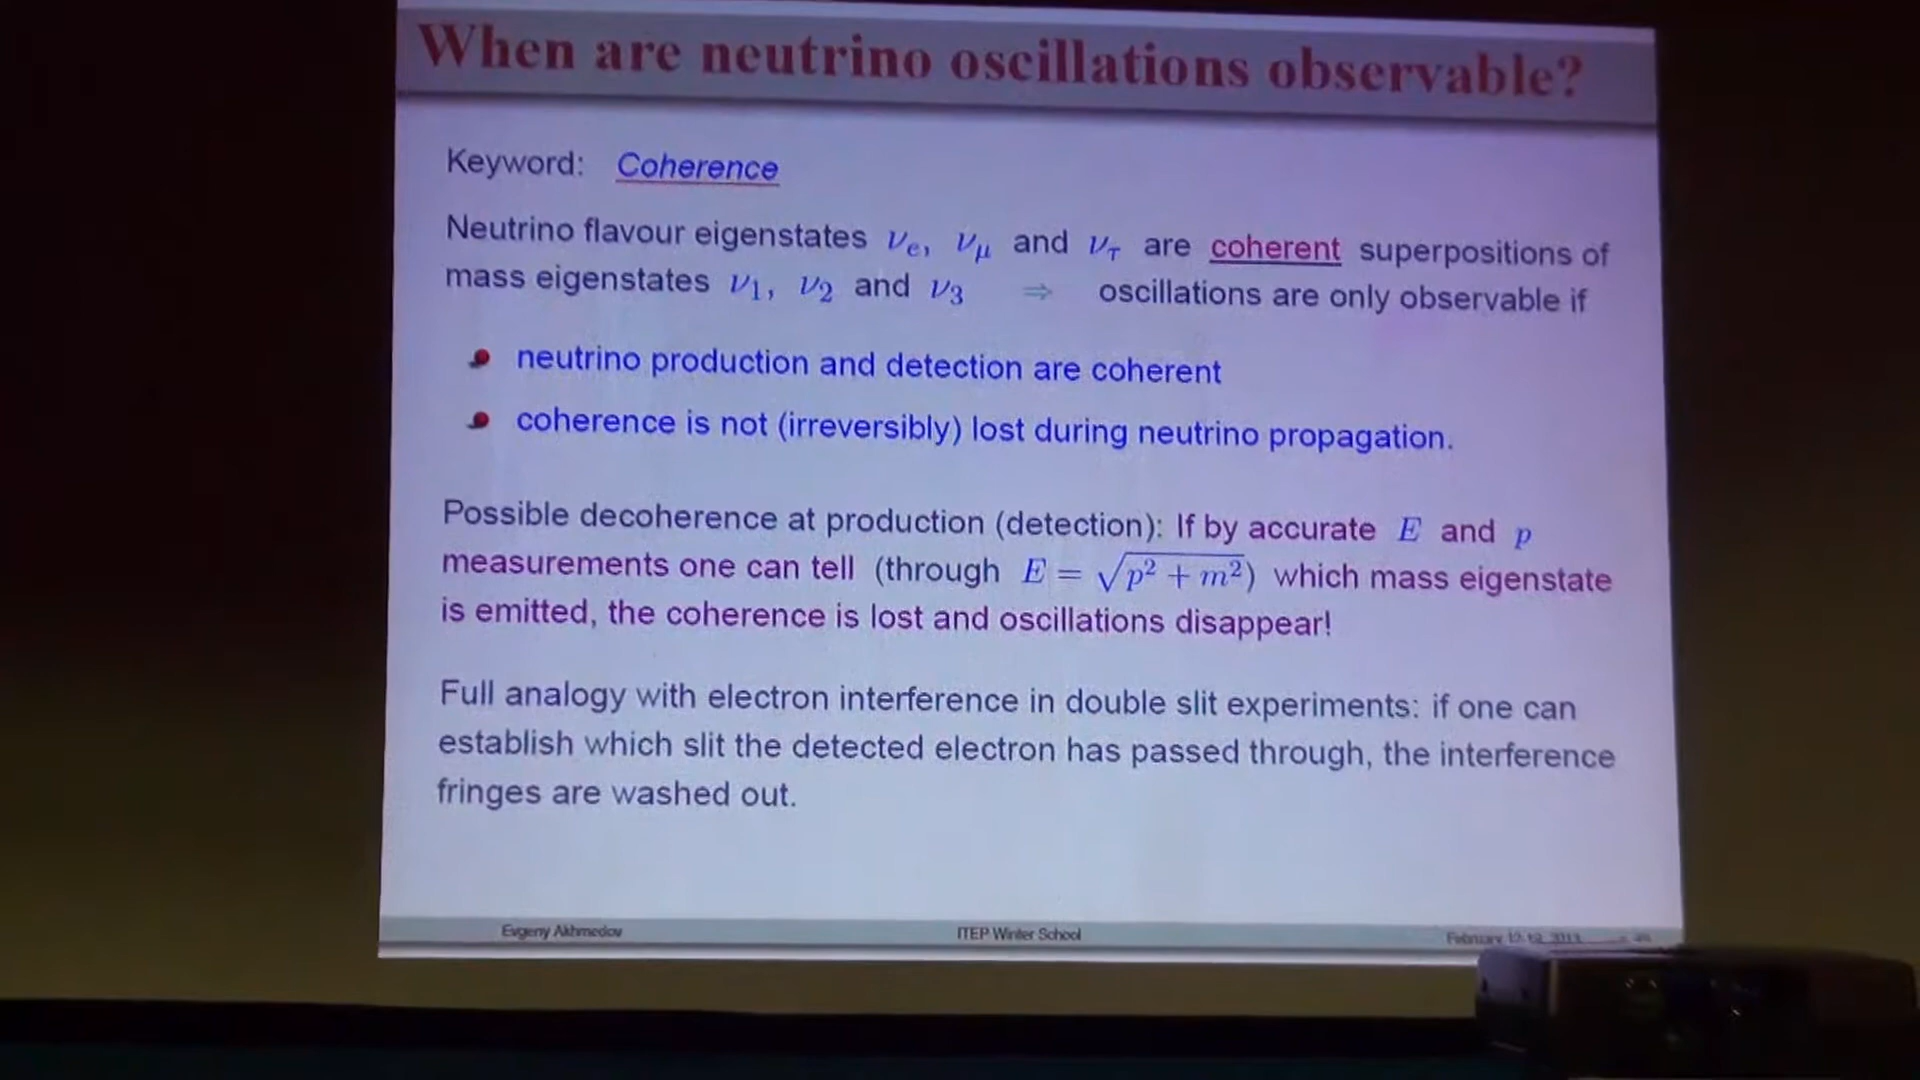 When are neutrino oscillations observable?
Keyword: Coherence
Neutrino flavour eigenstates νe, νμ and ντ are coherent superpositions of
mass eigenstates ν1, ν2 and ν3 ⇒ oscillations are only observable if
neutrino production and detection are coherent
coherence is not (irreversibly) lost during neutrino propagation.
Possible decoherence at production (detection): If by accurate E and p
measurements one can tell (through E = √p² + m²) which mass eigenstate
is emitted, the coherence is lost and oscillations disappear!
Full analogy with electron interference in double slit experiments: if one can
establish which slit the detected electron has passed through, the interference
fringes are washed out.
Evgeny Akhmedov
ITEP Winter School
February